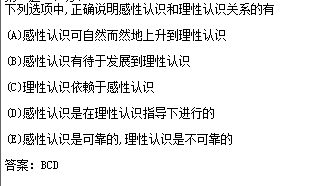 下列选项中,正确说明感性认识和理性认识关系的有
(A)感性认识可自然而然地上升到理性认识
(B)感性认识有待于发展到理性认识
(C)理性认识依赖于感性认识
(D)感性认识是在理性认识指导下进行的
(E)感性认识是可靠的,理性认识是不可靠的
答案：BCD